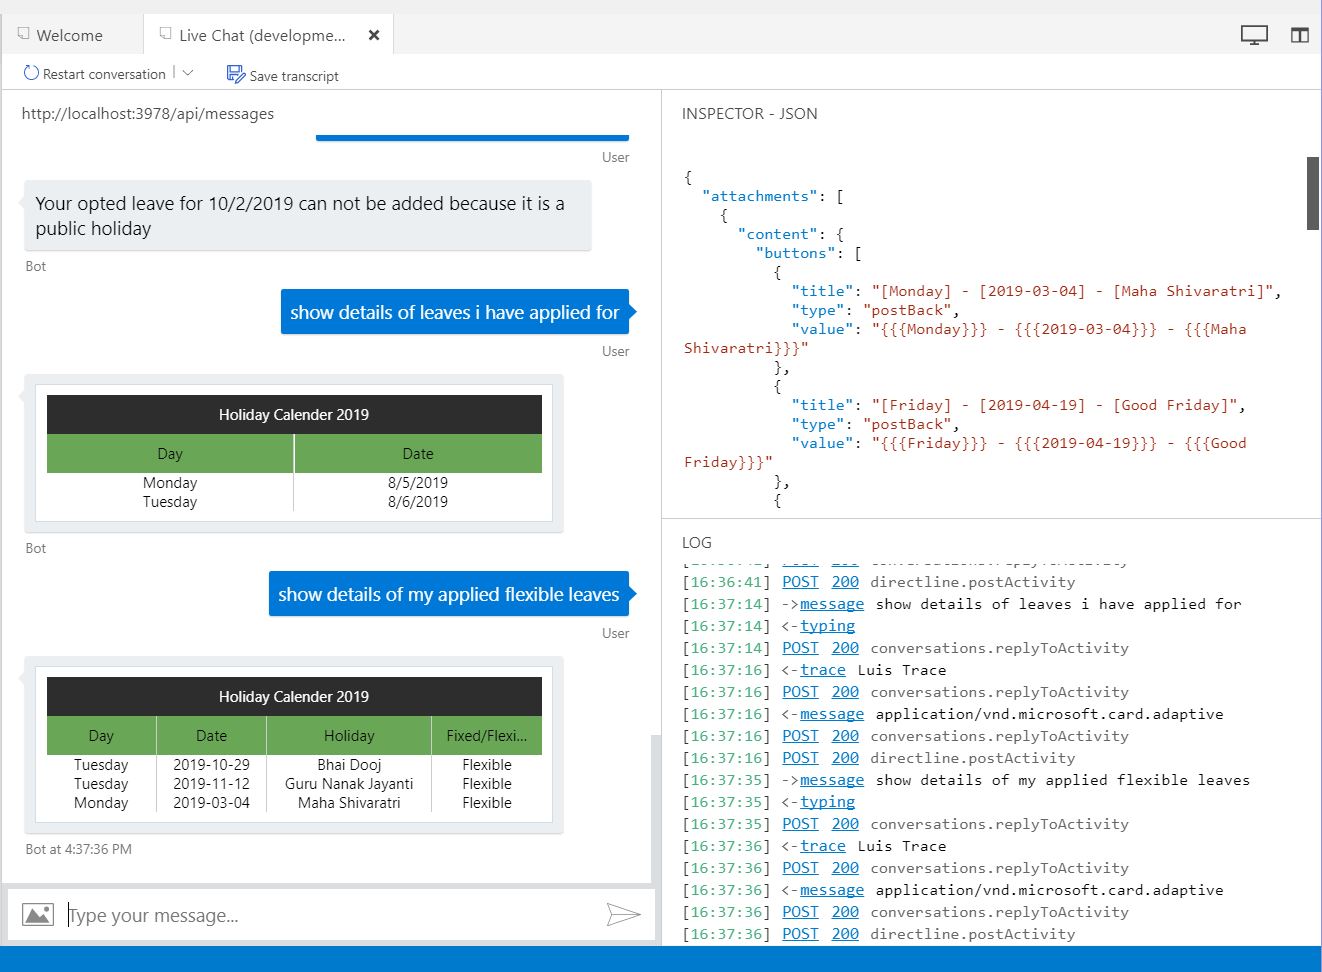 Welcome
Live Chat (developme...
Restart conversation
Save transcript
http://localhost:3978/api/messages
User
Your opted leave for 10/2/2019 can not be added because it is a
public holiday
Bot
show details of leaves i have applied for
User
Holiday Calender 2019
Day Date
Monday 8/5/2019
Tuesday 8/6/2019
Bot
show details of my applied flexible leaves
User
Holiday Calender 2019
Day Date Holiday Fixed/Flexi...
Tuesday 2019-10-29 Bhai Dooj Flexible
Tuesday 2019-11-12 Guru Nanak Jayanti Flexible
Monday 2019-03-04 Maha Shivaratri Flexible
Bot at 4:37:36 PM
Type your message...
INSPECTOR - JSON
{
"attachments": [
{
"content": {
"buttons": [
{
"title": "[Monday] - [2019-03-04] - [Maha Shivaratri]",
"type": "postBack",
"value": "{{{Monday}}} - {{{2019-03-04}}} - {{{Maha
Shivaratri}}}"
},
{
"title": "[Friday] - [2019-04-19] - [Good Friday]",
"type": "postBack",
"value": "{{{Friday}}} - {{{2019-04-19}}} - {{{Good
Friday}}}"
},
{
LOG
[16:36:41] POST 200 directline.postActivity
[16:37:14] ->message show details of leaves i have applied for
[16:37:14] <-typing
[16:37:14] POST 200 conversations.replyToActivity
[16:37:16] <-trace Luis Trace
[16:37:16] POST 200 conversations.replyToActivity
[16:37:16] <-message application/vnd.microsoft.card.adaptive
[16:37:16] POST 200 conversations.replyToActivity
[16:37:16] POST 200 directline.postActivity
[16:37:35] ->message show details of my applied flexible leaves
[16:37:35] <-typing
[16:37:35] POST 200 conversations.replyToActivity
[16:37:36] <-trace Luis Trace
[16:37:36] POST 200 conversations.replyToActivity
[16:37:36] <-message application/vnd.microsoft.card.adaptive
[16:37:36] POST 200 conversations.replyToActivity
[16:37:36] POST 200 directline.postActivity